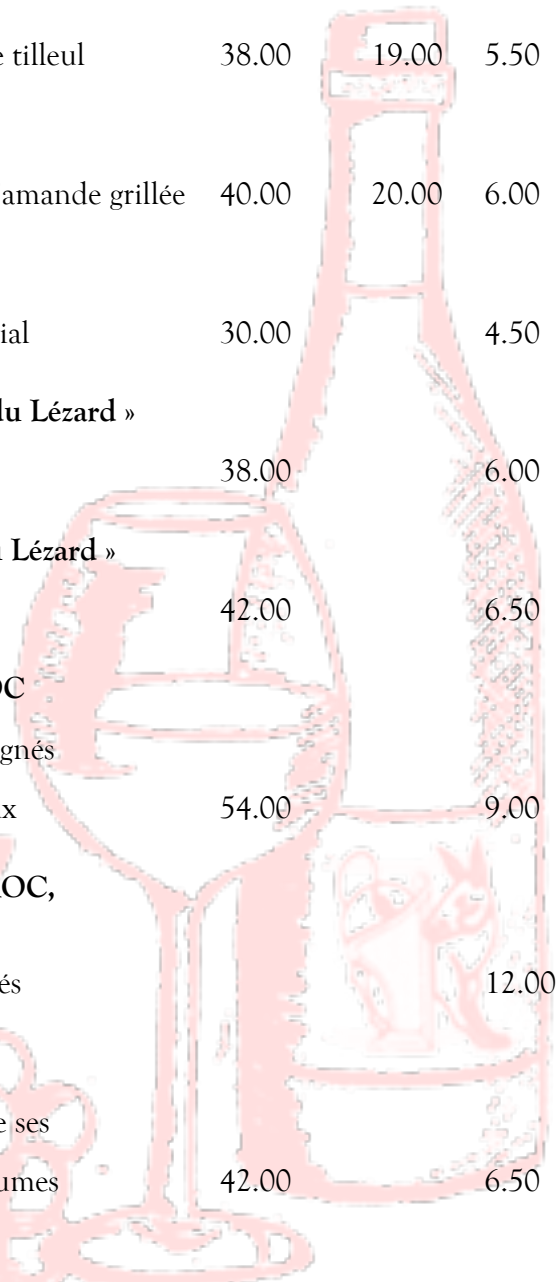 e tilleul 38.00 19.00 5.50
amande grillée 40.00 20.00 6.00
ial 30.00 4.50
du Lézard »
38.00 6.00
u Lézard »
42.00 6.50
OC
gnés
x 54.00 9.00
AOC,
és 12.00
e ses
umes 42.00 6.50